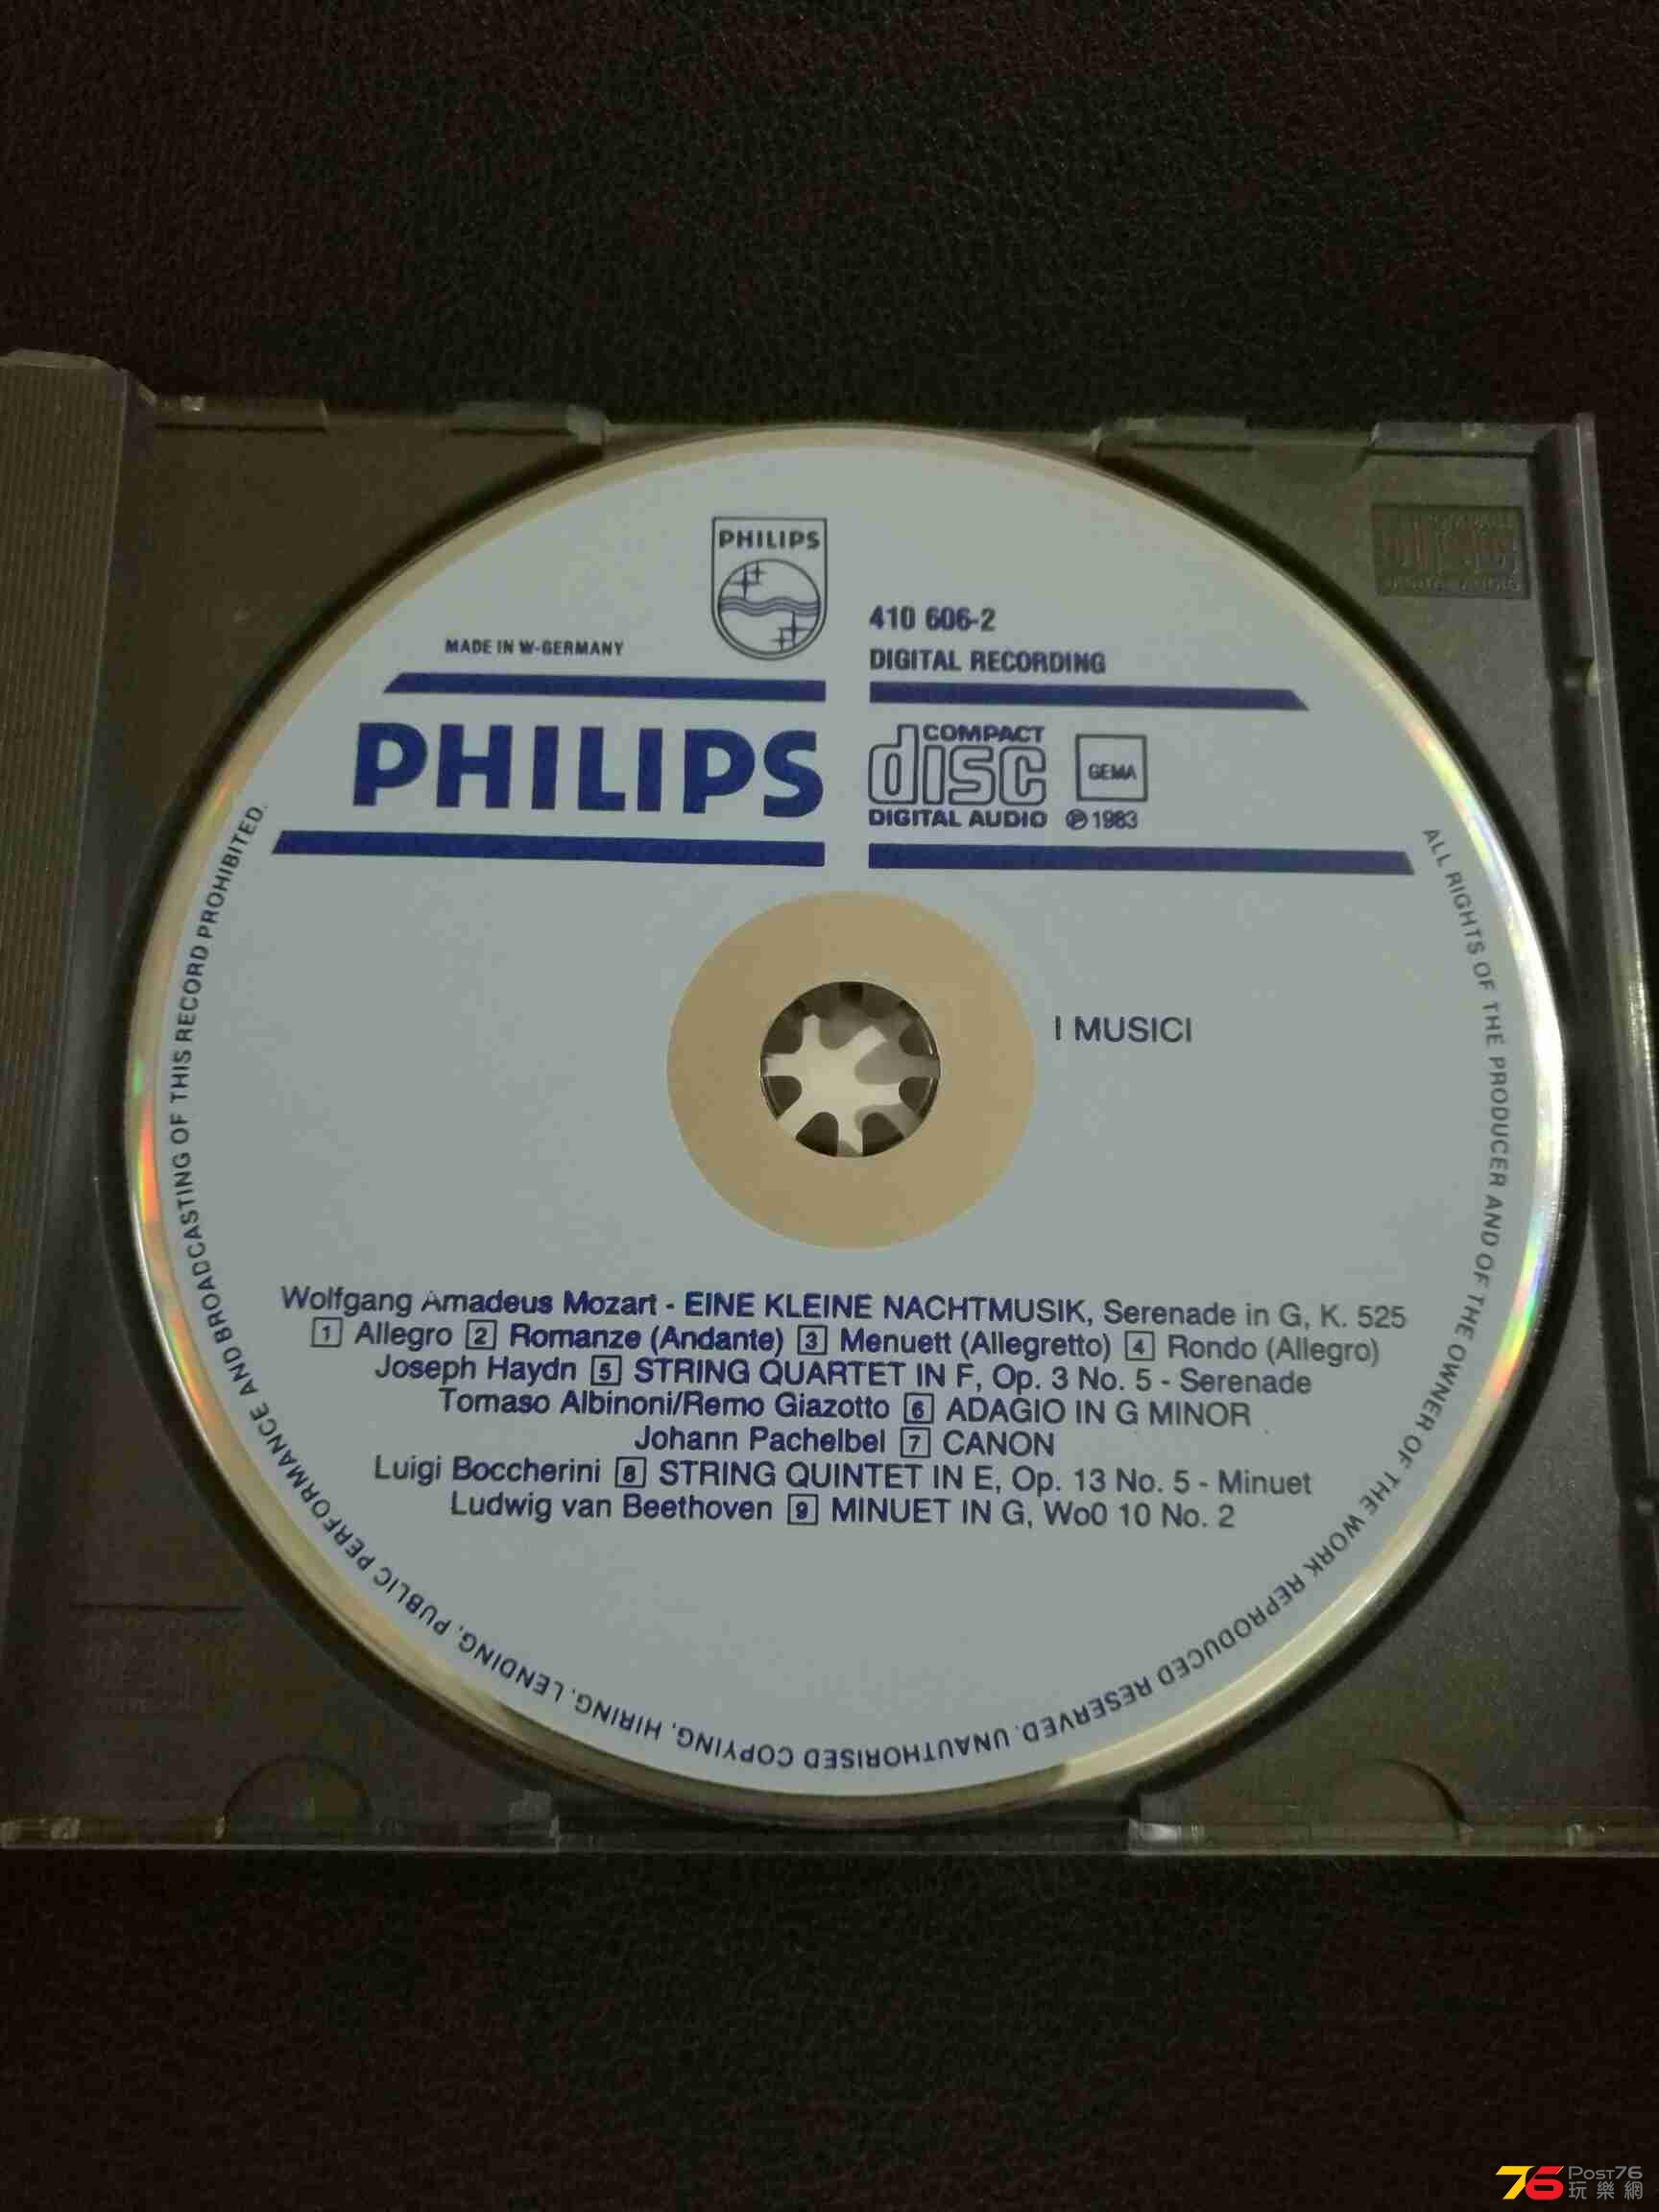 PHILIPS
410 606-2
MADE IN W-GERMANY
DIGITAL RECORDING
PHILIPS
COMPACT
disc
DIGITAL AUDIO
GEMA
℗ 1983
I MUSICI
Wolfgang Amadeus Mozart - EINE KLEINE NACHTMUSIK, Serenade in G, K. 525
1 Allegro 2 Romanze (Andante) 3 Menuett (Allegretto) 4 Rondo (Allegro)
Joseph Haydn 5 STRING QUARTET IN F, Op. 3 No. 5 - Serenade
Tomaso Albinoni/Remo Giazotto 6 ADAGIO IN G MINOR
Johann Pachelbel 7 CANON
Luigi Boccherini 8 STRING QUINTET IN E, Op. 13 No. 5 - Minuet
Ludwig van Beethoven 9 MINUET IN G, Wo0 10 No. 2
ALL RIGHTS OF THE PRODUCER AND OF THE OWNER OF THE WORK REPRODUCED RESERVED. UNAUTHORISED COPYING, HIRING, LENDING, PUBLIC PERFORMANCE AND BROADCASTING OF THIS RECORD PROHIBITED.
COMPACT
disc
DIGITAL AUDIO
76 POST76
玩樂網